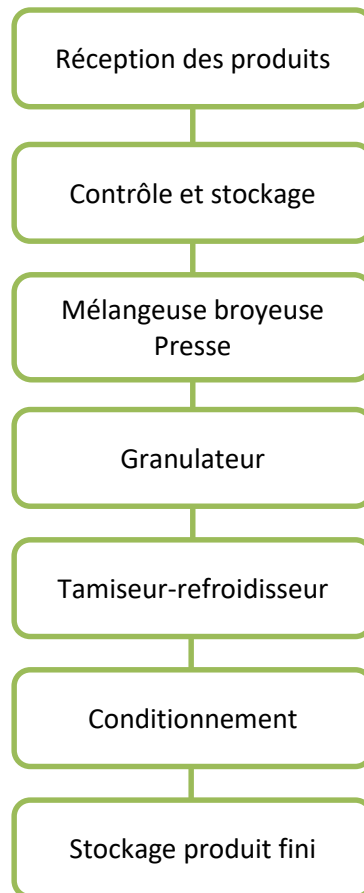 Réception des produits
Contrôle et stockage
Mélangeuse broyeuse
Presse
Granulateur
Tamiseur-refroidisseur
Conditionnement
Stockage produit fini